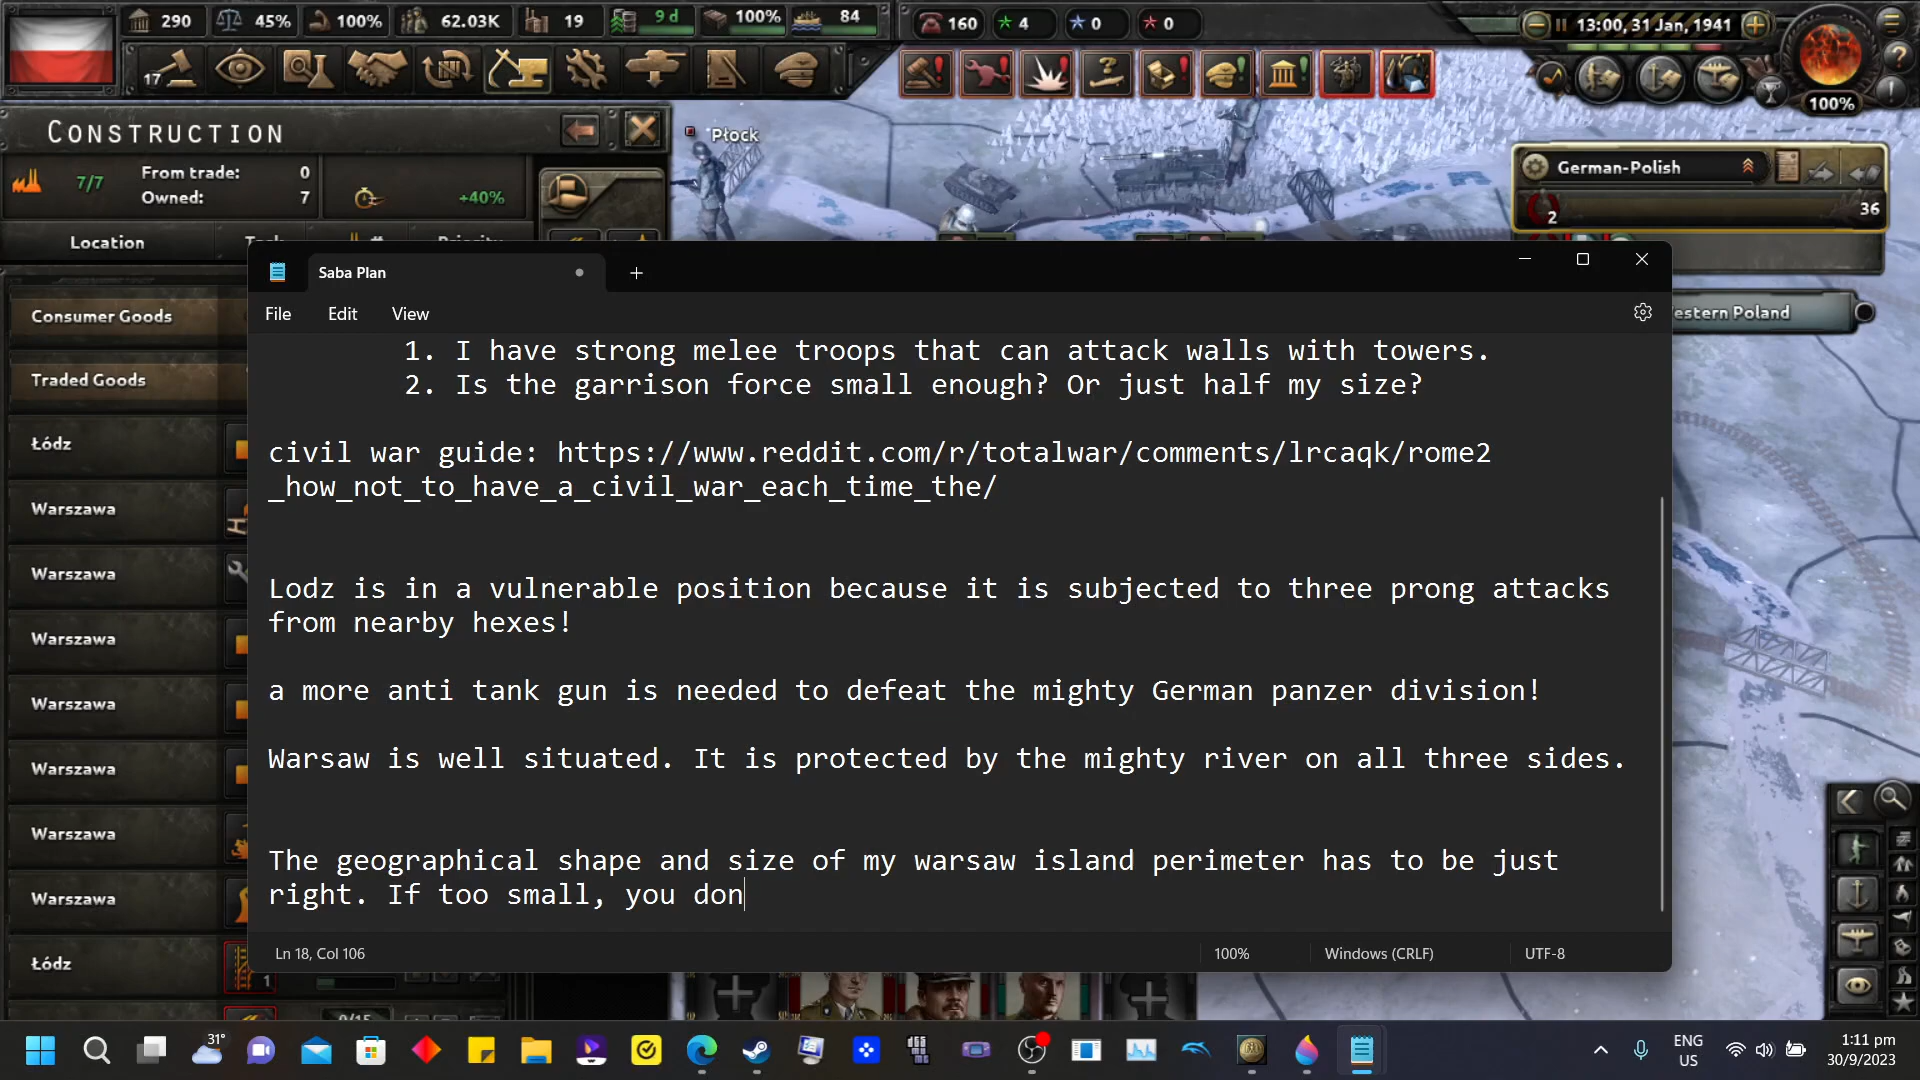 290
45%
100%
62.03K
19
9 d
100%
84
160
4
0
0
13:00, 31 Jan, 1941
17
100%
CONSTRUCTION
Płock
German-Polish
7/7
From trade: 0
Owned: 7
+40%
2
36
Location
Priority
Saba Plan
File
Edit
View
estern Poland
Consumer Goods
Traded Goods
Łódz
Warszawa
Warszawa
Warszawa
Warszawa
Warszawa
Warszawa
Warszawa
Łódz
1
1. I have strong melee troops that can attack walls with towers.
2. Is the garrison force small enough? Or just half my size?
civil war guide: https://www.reddit.com/r/totalwar/comments/lrcaqk/rome2
_how_not_to_have_a_civil_war_each_time_the/
Lodz is in a vulnerable position because it is subjected to three prong attacks
from nearby hexes!
a more anti tank gun is needed to defeat the mighty German panzer division!
Warsaw is well situated. It is protected by the mighty river on all three sides.
The geographical shape and size of my warsaw island perimeter has to be just
right. If too small, you don
Ln 18, Col 106
100%
Windows (CRLF)
UTF-8
31°
ENG
US
1:11 pm
30/9/2023